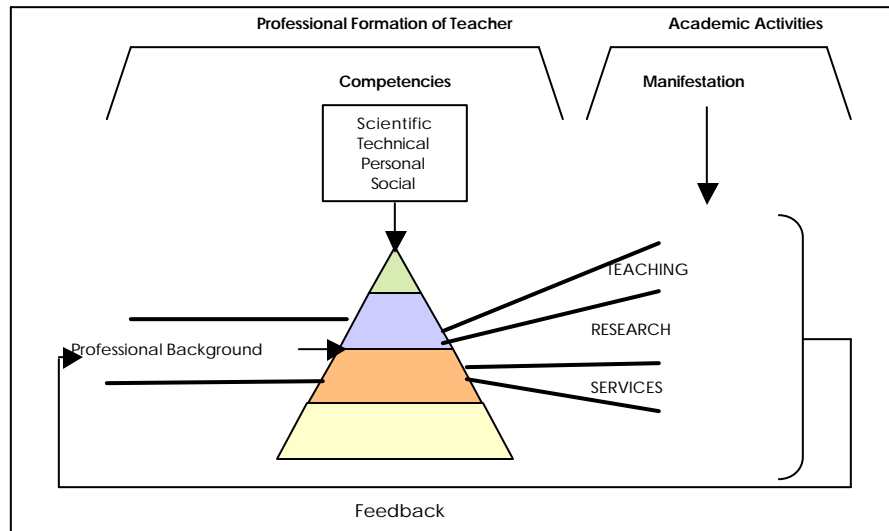 Professional Formation of Teacher
Academic Activities
Competencies
Manifestation
Scientific
Technical
Personal
Social
TEACHING
RESEARCH
Professional Background
SERVICES
Feedback